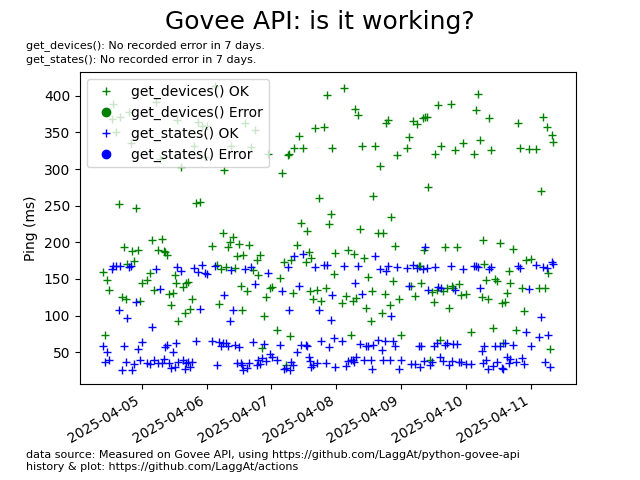 Govee API: is it working?
get_devices(): No recorded error in 7 days.
get_states(): No recorded error in 7 days.
get_devices() OK
get_devices() Error
get_states() OK
get_states() Error
Ping (ms)
400
350
300
250
200
150
100
50
2025-04-05
2025-04-06
2025-04-07
2025-04-08
2025-04-09
2025-04-10
2025-04-11
data source: Measured on Govee API, using https://github.com/LaggAt/python-govee-api
history & plot: https://github.com/LaggAt/actions